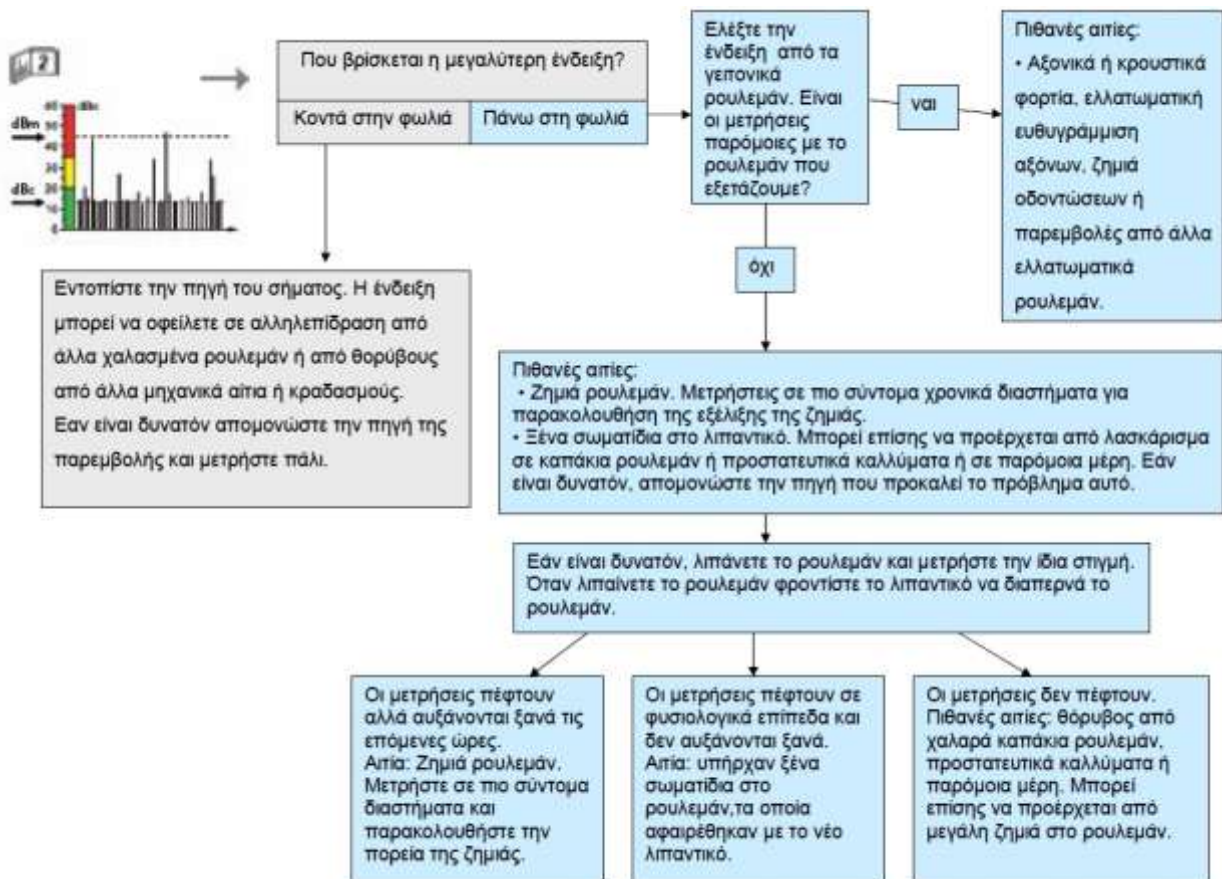 2
60
dBc
dBm
50
40
30
20
dBc
10
0
Που βρίσκεται η μεγαλύτερη ένδειξη?
Κοντά στην φωλιά
Πάνω στη φωλιά
Ελέξτε την
ένδειξη από τα
γειτονικά
ρουλεμάν. Είναι
οι μετρήσεις
παρόμοιες με το
ρουλεμάν που
εξετάζουμε?
ναι
Πιθανές αιτίες:
• Αξονικά ή κρουστικά
φορτία, ελλατωματική
ευθυγράμμιση
αξόνων, ζημιά
οδοντώσεων ή
παρεμβολές από άλλα
ελλατωματικά
ρουλεμάν.
όχι
Εντοπίστε την πηγή του σήματος. Η ένδειξη
μπορεί να οφείλετε σε αλληλεπίδραση από
άλλα χαλασμένα ρουλεμάν ή από θορύβους
από άλλα μηχανικά αίτια ή κραδασμούς.
Εαν είναι δυνατόν απομονώστε την πηγή της
παρεμβολής και μετρήστε πάλι.
Πιθανές αιτίες:
• Ζημιά ρουλεμάν. Μετρήστεις σε πιο σύντομα χρονικά διαστήματα για
παρακολουθήση της εξέλιξης της ζημιάς.
• Ξένα σωματίδια στο λιπαντικό. Μπορεί επίσης να προέρχεται από λασκάρισμα
σε καπάκια ρουλεμάν ή προστατευτικά καλλύματα ή σε παρόμοια μέρη. Εάν
είναι δυνατόν, απομονώστε την πηγή που προκαλεί το πρόβλημα αυτό.
Εάν είναι δυνατόν, λιπάνετε το ρουλεμάν και μετρήστε την ίδια στιγμή.
Όταν λιπαίνετε το ρουλεμάν φροντίστε το λιπαντικό να διαπερνά το
ρουλεμάν.
Οι μετρήσεις πέφτουν
αλλά αυξάνονται ξανά τις
επόμενες ώρες.
Αιτία: Ζημιά ρουλεμάν.
Μετρήστε σε πιο σύντομα
διαστήματα και
παρακολουθήστε την
πορεία της ζημιάς.
Οι μετρήσεις πέφτουν σε
φυσιολογικά επίπεδα και
δεν αυξάνονται ξανά.
Αιτία: υπήρχαν ξένα
σωματίδια στο
ρουλεμάν,τα οποία
αφαιρέθηκαν με το νέο
λιπαντικό.
Οι μετρήσεις δεν πέφτουν.
Πιθανές αιτίες: θόρυβος από
χαλαρά καπάκια ρουλεμάν,
προστατευτικά καλλύματα ή
παρόμοια μέρη. Μπορεί
επίσης να προέρχεται από
μεγάλη ζημιά στο ρουλεμάν.